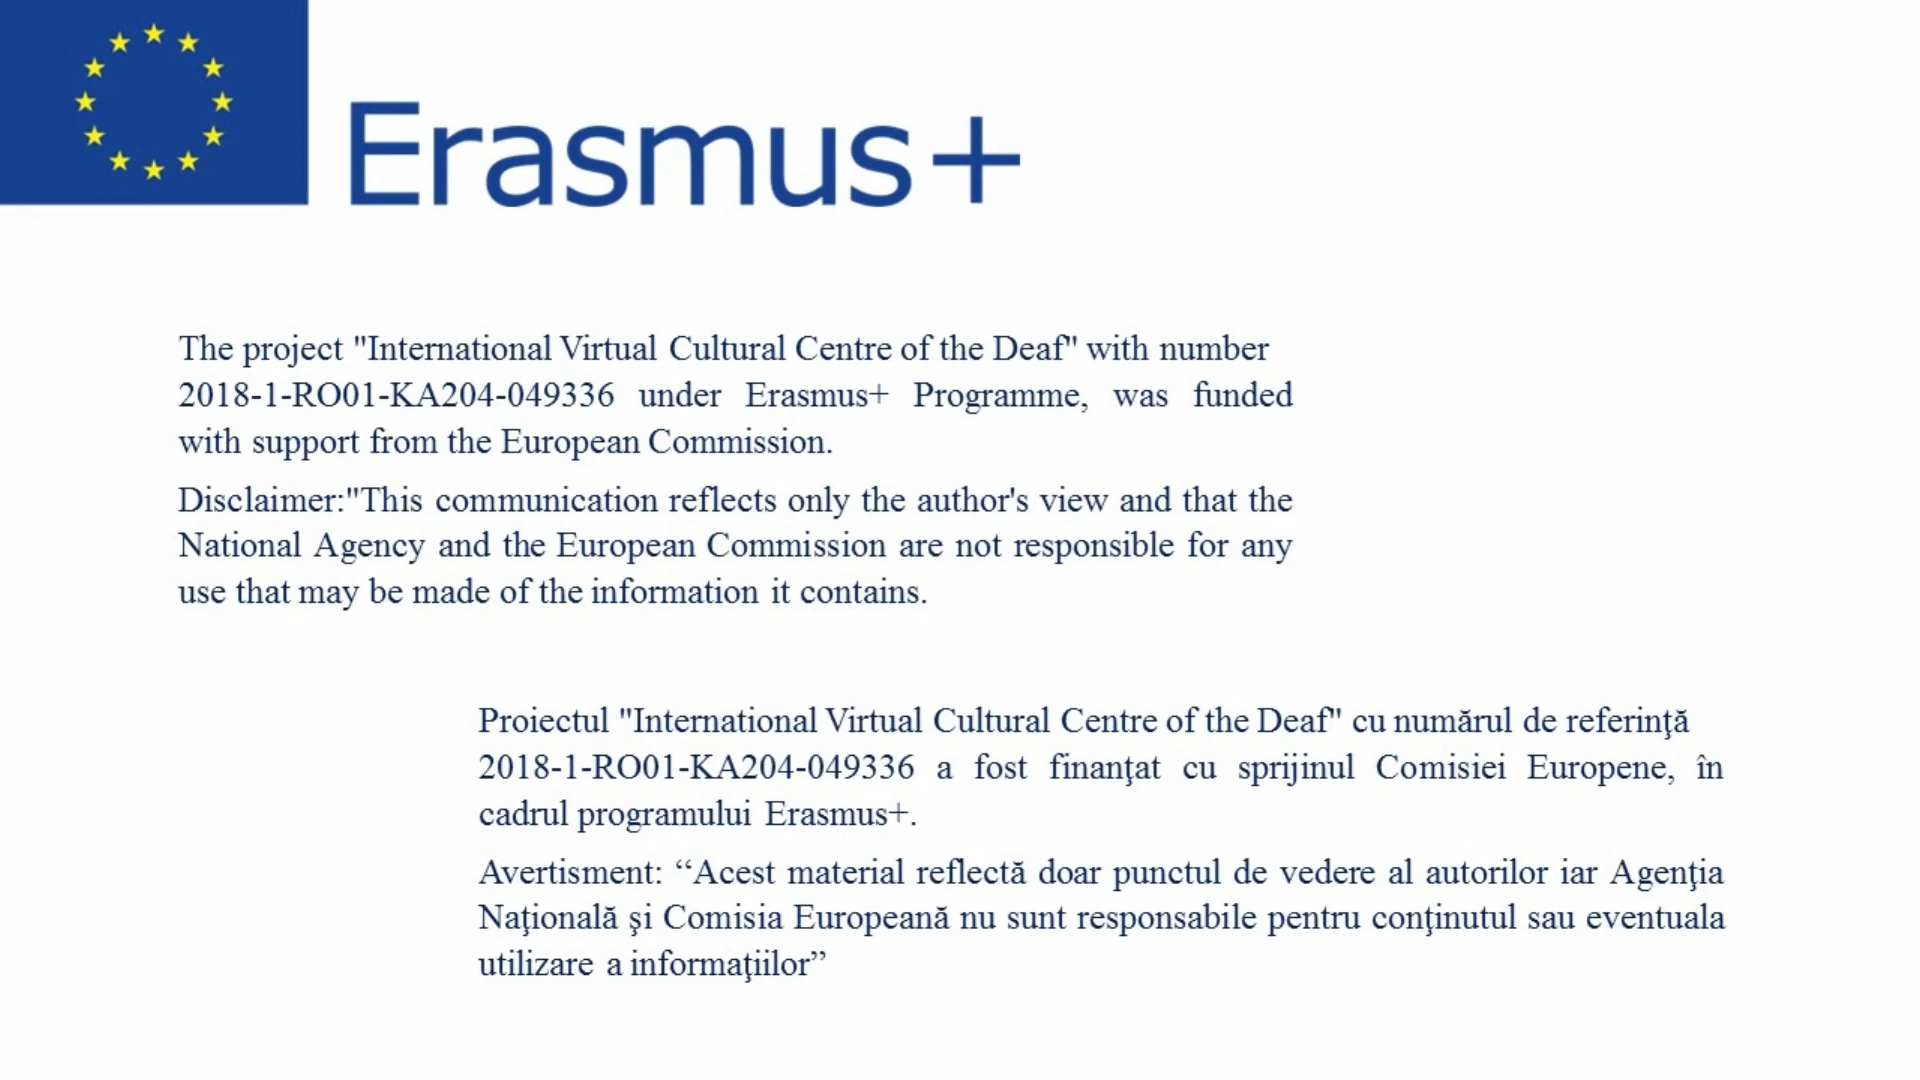 Erasmus+
The project "International Virtual Cultural Centre of the Deaf" with number
2018-1-RO01-KA204-049336 under Erasmus+ Programme, was funded
with support from the European Commission.
Disclaimer:"This communication reflects only the author's view and that the
National Agency and the European Commission are not responsible for any
use that may be made of the information it contains.
Proiectul "International Virtual Cultural Centre of the Deaf" cu numărul de referinţă
2018-1-RO01-KA204-049336 a fost finanţat cu sprijinul Comisiei Europene, în
cadrul programului Erasmus+.
Avertisment: “Acest material reflectă doar punctul de vedere al autorilor iar Agenţia
Naţională şi Comisia Europeană nu sunt responsabile pentru conţinutul sau eventuala
utilizare a informaţiilor”